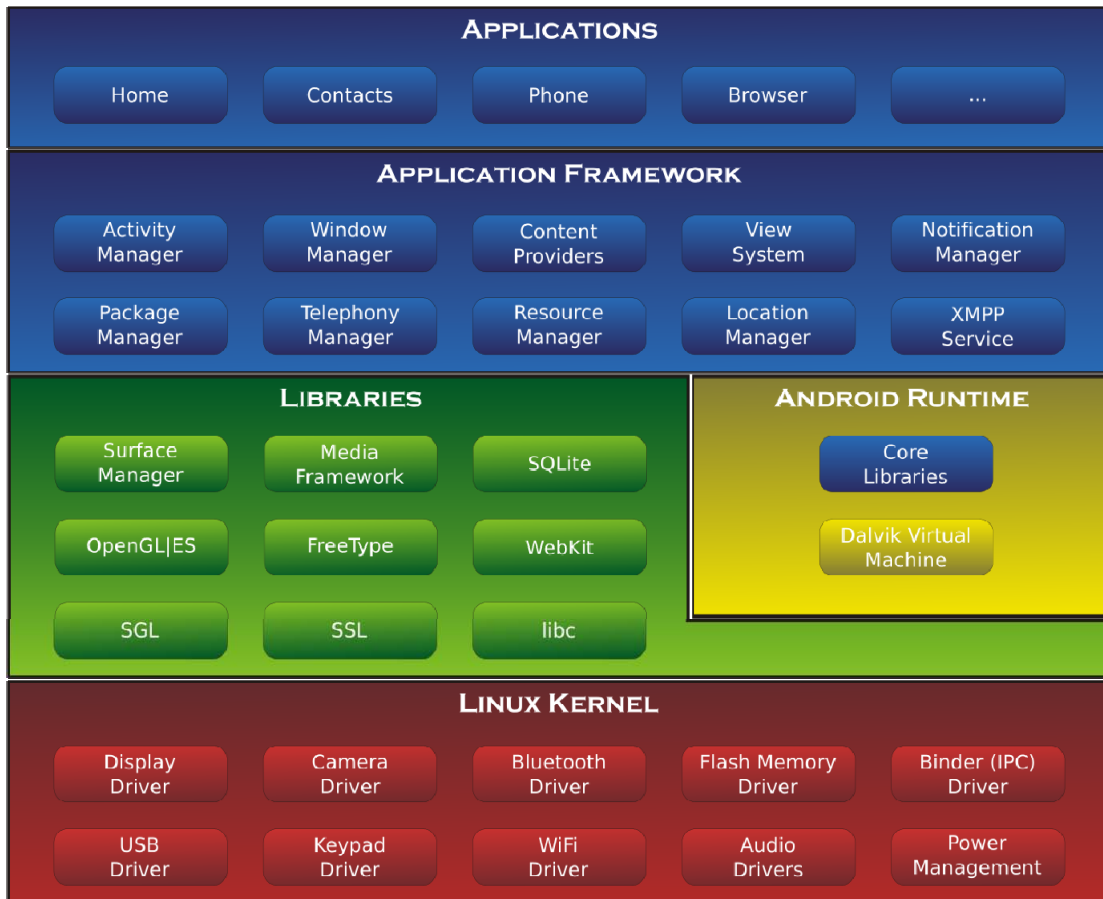 APPLICATIONS
Home
Contacts
Phone
Browser
...
APPLICATION FRAMEWORK
Activity
Manager
Window
Manager
Content
Providers
View
System
Notification
Manager
Package
Manager
Telephony
Manager
Resource
Manager
Location
Manager
XMPP
Service
LIBRARIES
Surface
Manager
Media
Framework
SQLite
OpenGL|ES
FreeType
WebKit
SGL
SSL
libc
ANDROID RUNTIME
Core
Libraries
Dalvik Virtual
Machine
LINUX KERNEL
Display
Driver
Camera
Driver
Bluetooth
Driver
Flash Memory
Driver
Binder (IPC)
Driver
USB
Driver
Keypad
Driver
WiFi
Driver
Audio
Drivers
Power
Management